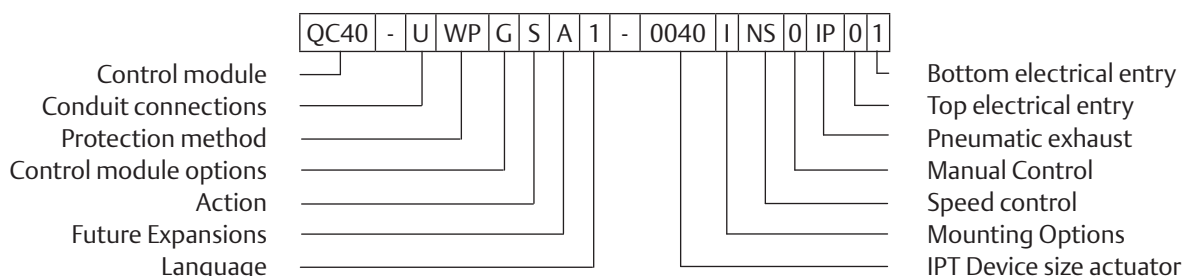 QC40 - U WP G S A 1 - 0040 I NS 0 IP 0 1
Control module
Conduit connections
Protection method
Control module options
Action
Future Expansions
Language
Bottom electrical entry
Top electrical entry
Pneumatic exhaust
Manual Control
Speed control
Mounting Options
IPT Device size actuator